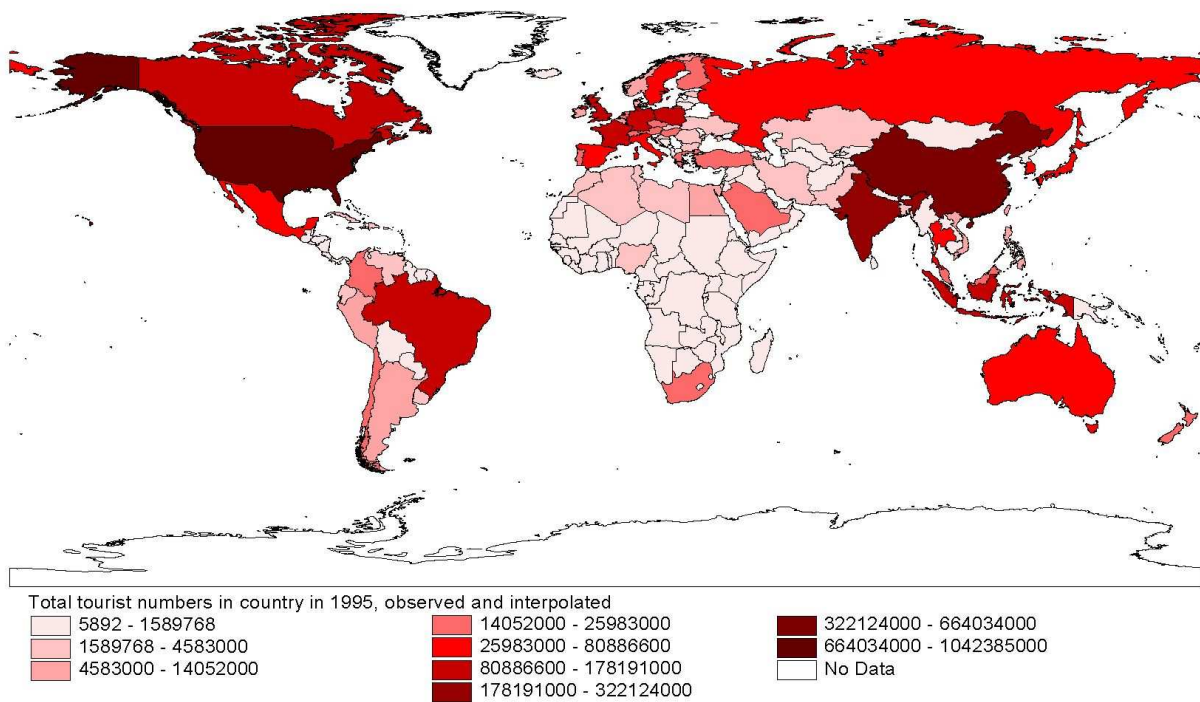 Total tourist numbers in country in 1995, observed and interpolated
5892 - 1589768
1589768 - 4583000
4583000 - 14052000
14052000 - 25983000
25983000 - 80886600
80886600 - 178191000
178191000 - 322124000
322124000 - 664034000
664034000 - 1042385000
No Data